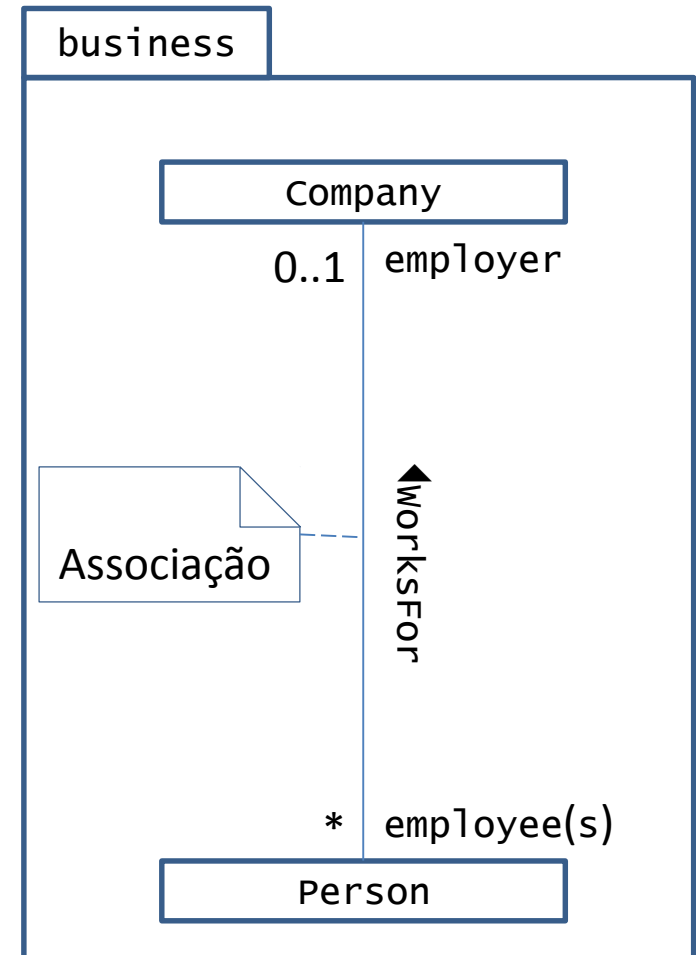 business
Company
0..1 employer
WorksFor
Associação
* employee(s)
Person